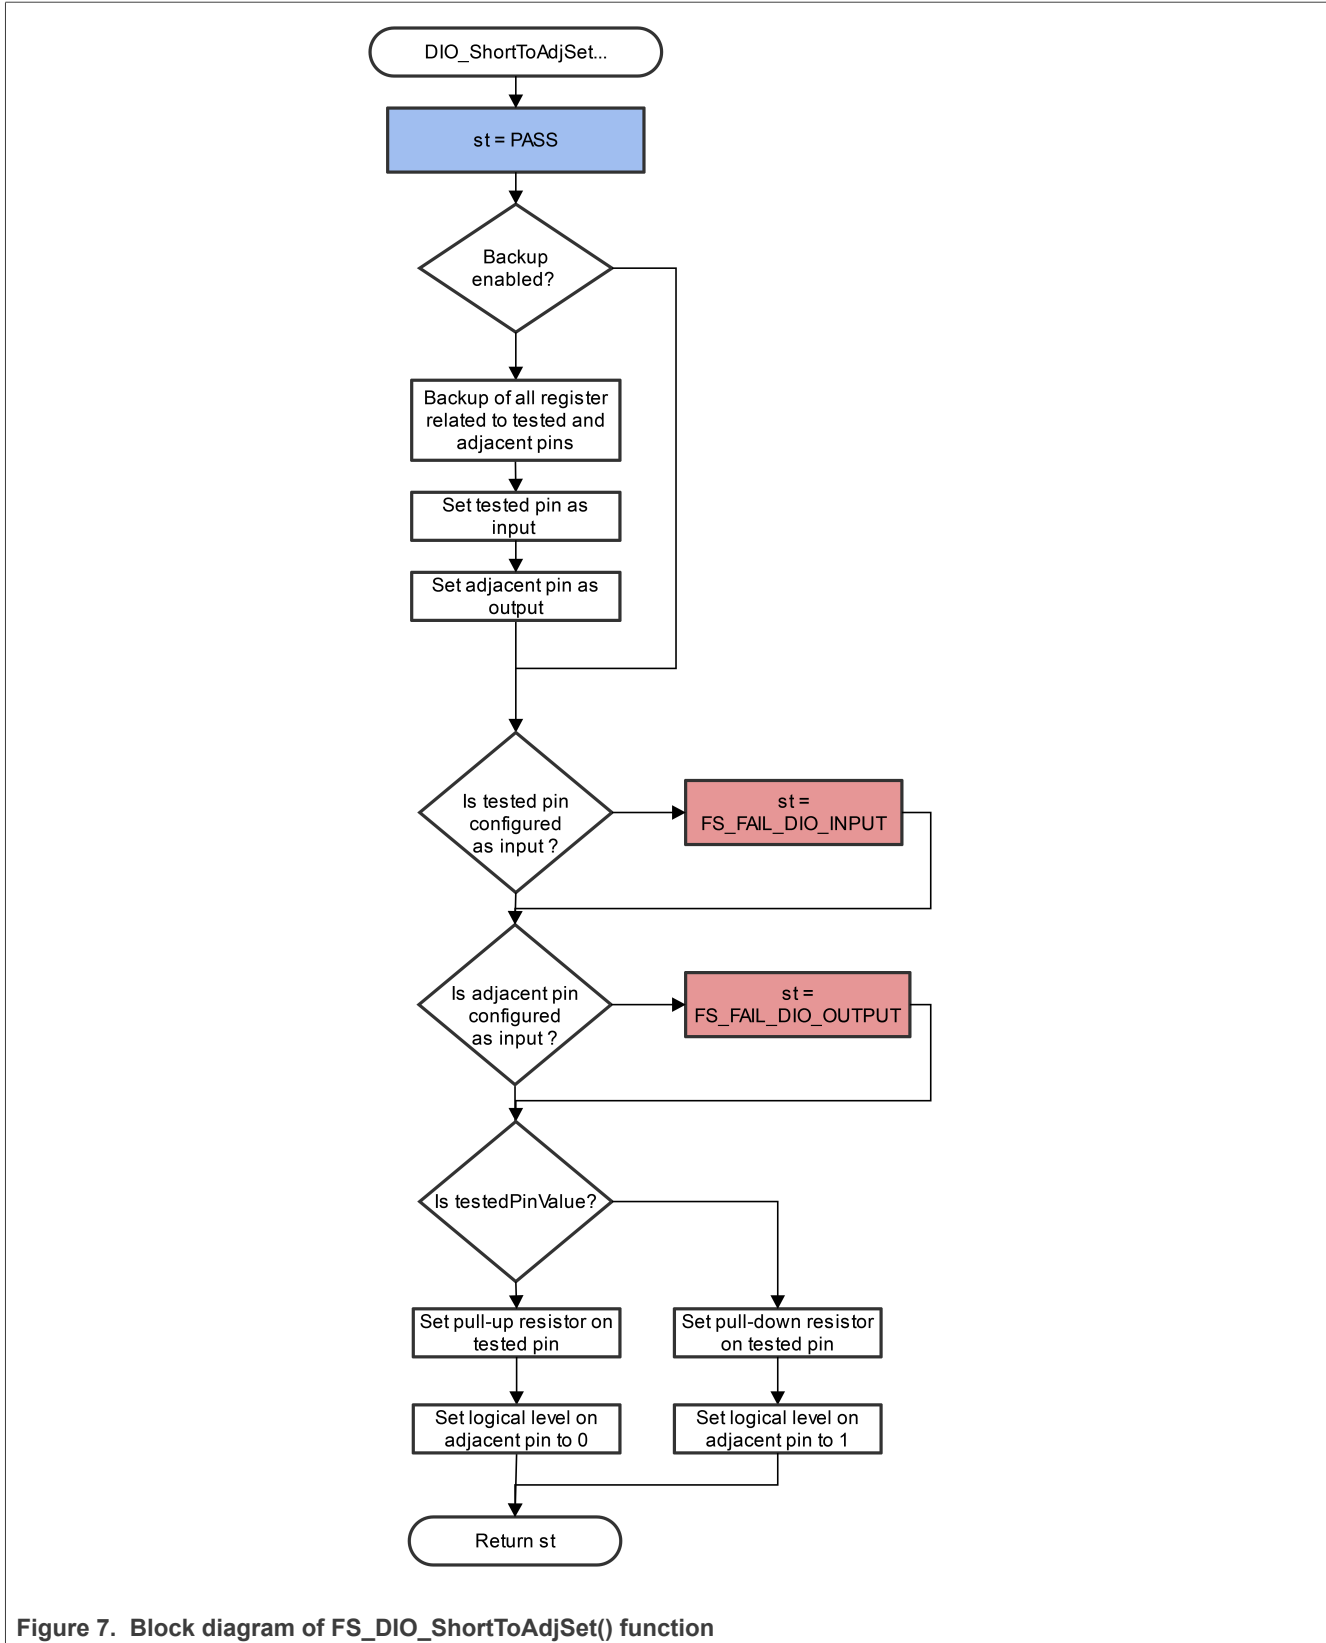 DIO_ShortToAdjSet...
st = PASS
Backup
enabled?
Backup of all register
related to tested and
adjacent pins
Set tested pin as
input
Set adjacent pin as
output
Is tested pin
configured
as input ?
st =
FS_FAIL_DIO_INPUT
Is adjacent pin
configured
as input ?
st =
FS_FAIL_DIO_OUTPUT
Is testedPinValue?
Set pull-up resistor on
tested pin
Set pull-down resistor
on tested pin
Set logical level on
adjacent pin to 0
Set logical level on
adjacent pin to 1
Return st
Figure 7. Block diagram of FS_DIO_ShortToAdjSet() function